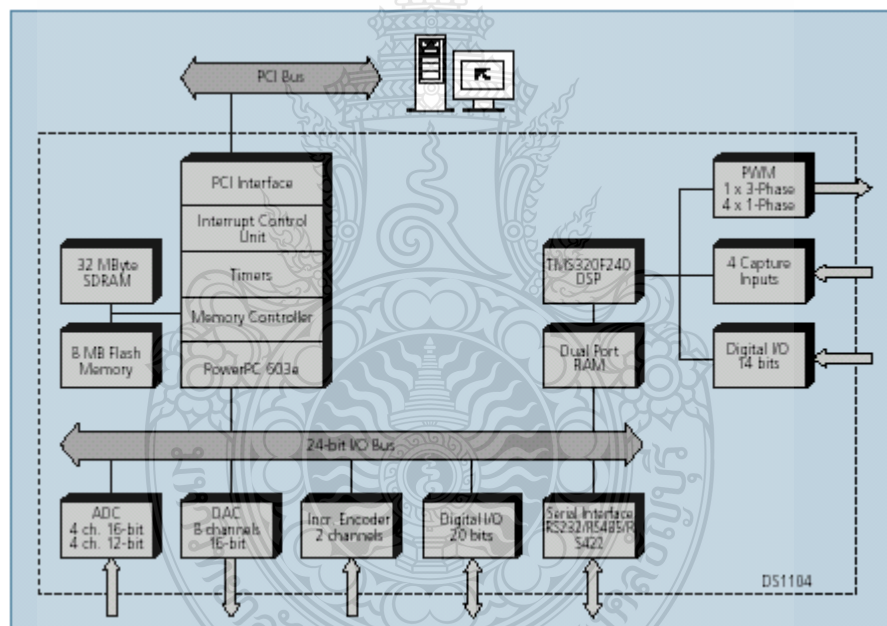 PCI Bus
PCI Interface
Interrupt Control
Unit
Timers
Memory Controller
PowerPC 603e
32 MByte
SDRAM
8 MB Flash
Memory
TMS320F240
DSP
Dual Port
RAM
PWM
1 x 3-Phase
4 x 1-Phase
4 Capture
Inputs
Digital I/O
14 bits
24-bit I/O Bus
ADC
4 ch. 16-bit
4 ch. 12-bit
DAC
8-channels
16-bit
Incr. Encoder
2 channels
Digital I/O
20 bits
Serial Interface
RS232/RS485/R
S422
DS1104